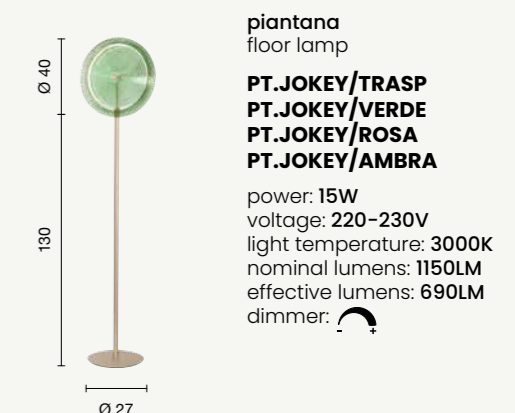 piantana
floor lamp
PT.JOKEY/TRASP
PT.JOKEY/VERDE
PT.JOKEY/ROSA
PT.JOKEY/AMBRA
power: 15W
voltage: 220-230V
light temperature: 3000K
nominal lumens: 1150LM
effective lumens: 690LM
dimmer:
- +
Ø 40
130
Ø 27